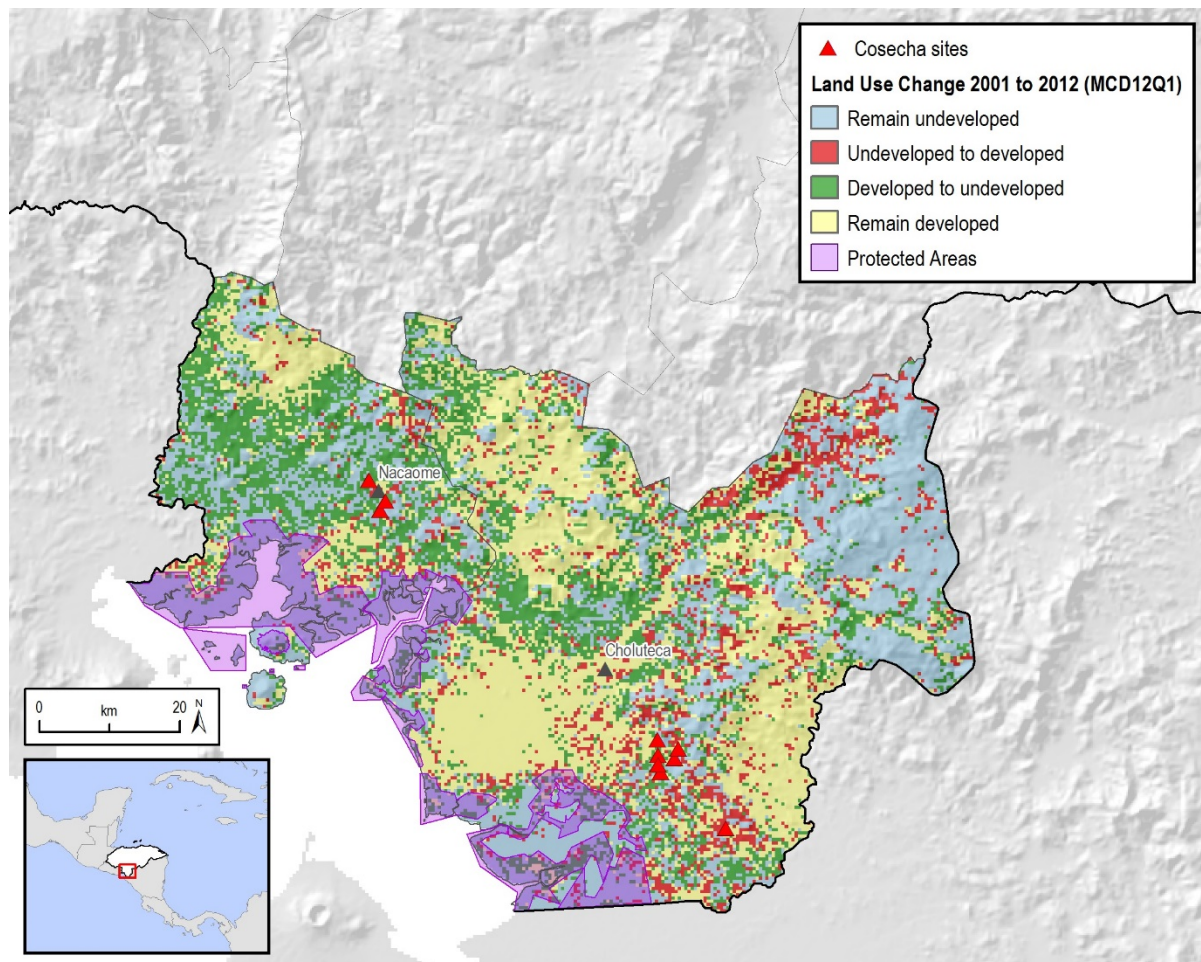 Cosecha sites
Land Use Change 2001 to 2012 (MCD12Q1)
Remain undeveloped
Undeveloped to developed
Developed to undeveloped
Remain developed
Protected Areas
Nacaome
Choluteca
0 km 20 N